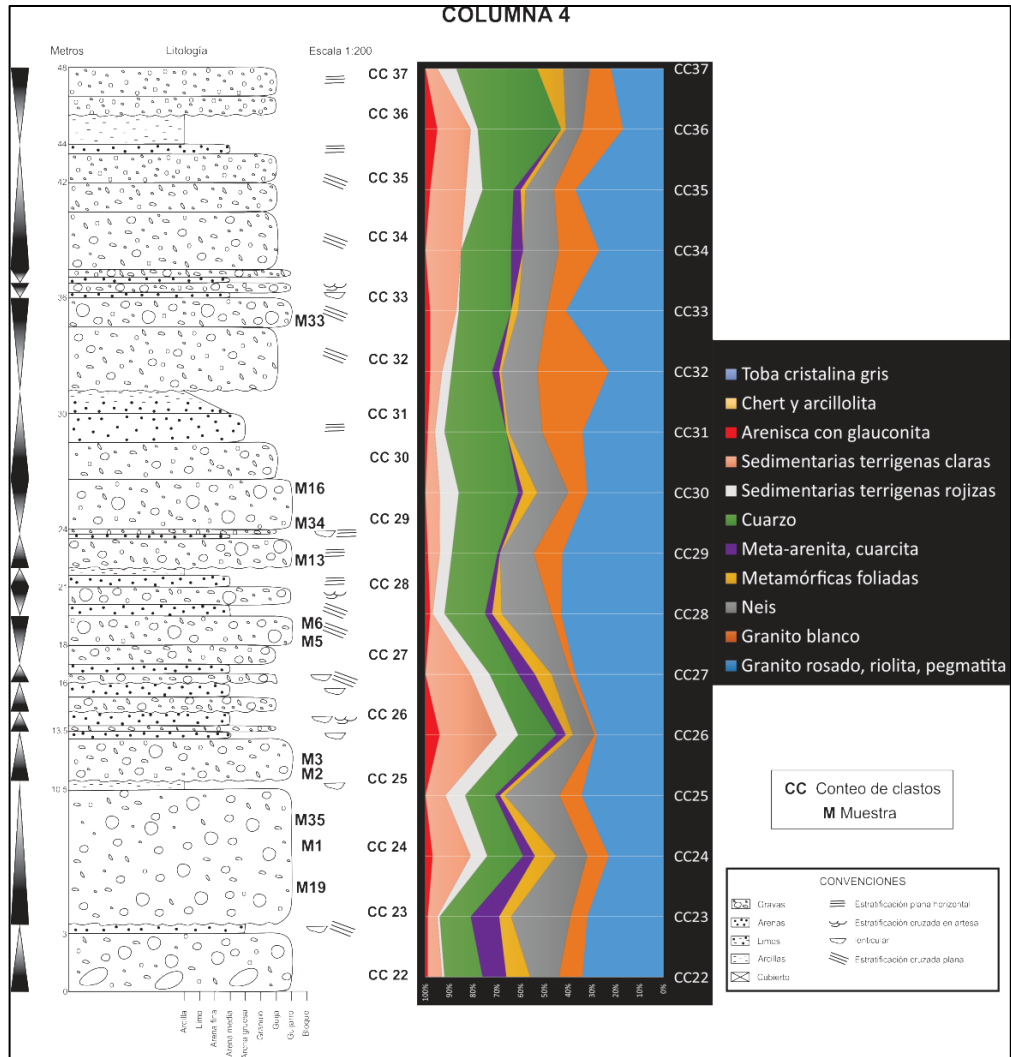 COLUMNA 4
Metros Litología Escala 1:200
48
44
42
36
30
24
21
18
16
13.5
10.5
3
0
M33
M16
M34
M13
M6
M5
M3
M2
M35
M1
M19
Arcilla
Limo
Arena fina
Arena media
Arena gruesa
Granulo
Guija
Guijarro
Bloque
CC 37
CC 36
CC 35
CC 34
CC 33
CC 32
CC 31
CC 30
CC 29
CC 28
CC 27
CC 26
CC 25
CC 24
CC 23
CC 22
100%
90%
80%
70%
60%
50%
40%
30%
20%
10%
0%
CC37
CC36
CC35
CC34
CC33
CC32
CC31
CC30
CC29
CC28
CC27
CC26
CC25
CC24
CC23
CC22
Toba cristalina gris
Chert y arcillolita
Arenisca con glauconita
Sedimentarias terrigenas claras
Sedimentarias terrigenas rojizas
Cuarzo
Meta-arenita, cuarcita
Metamórficas foliadas
Neis
Granito blanco
Granito rosado, riolita, pegmatita
CC Conteo de clastos
M Muestra
CONVENCIONES
Gravas
Arenas
Limos
Arcillas
Cubierto
Estratificación plana horizontal
Estratificación cruzada en artesa
lenticular
Estratificación cruzada plana